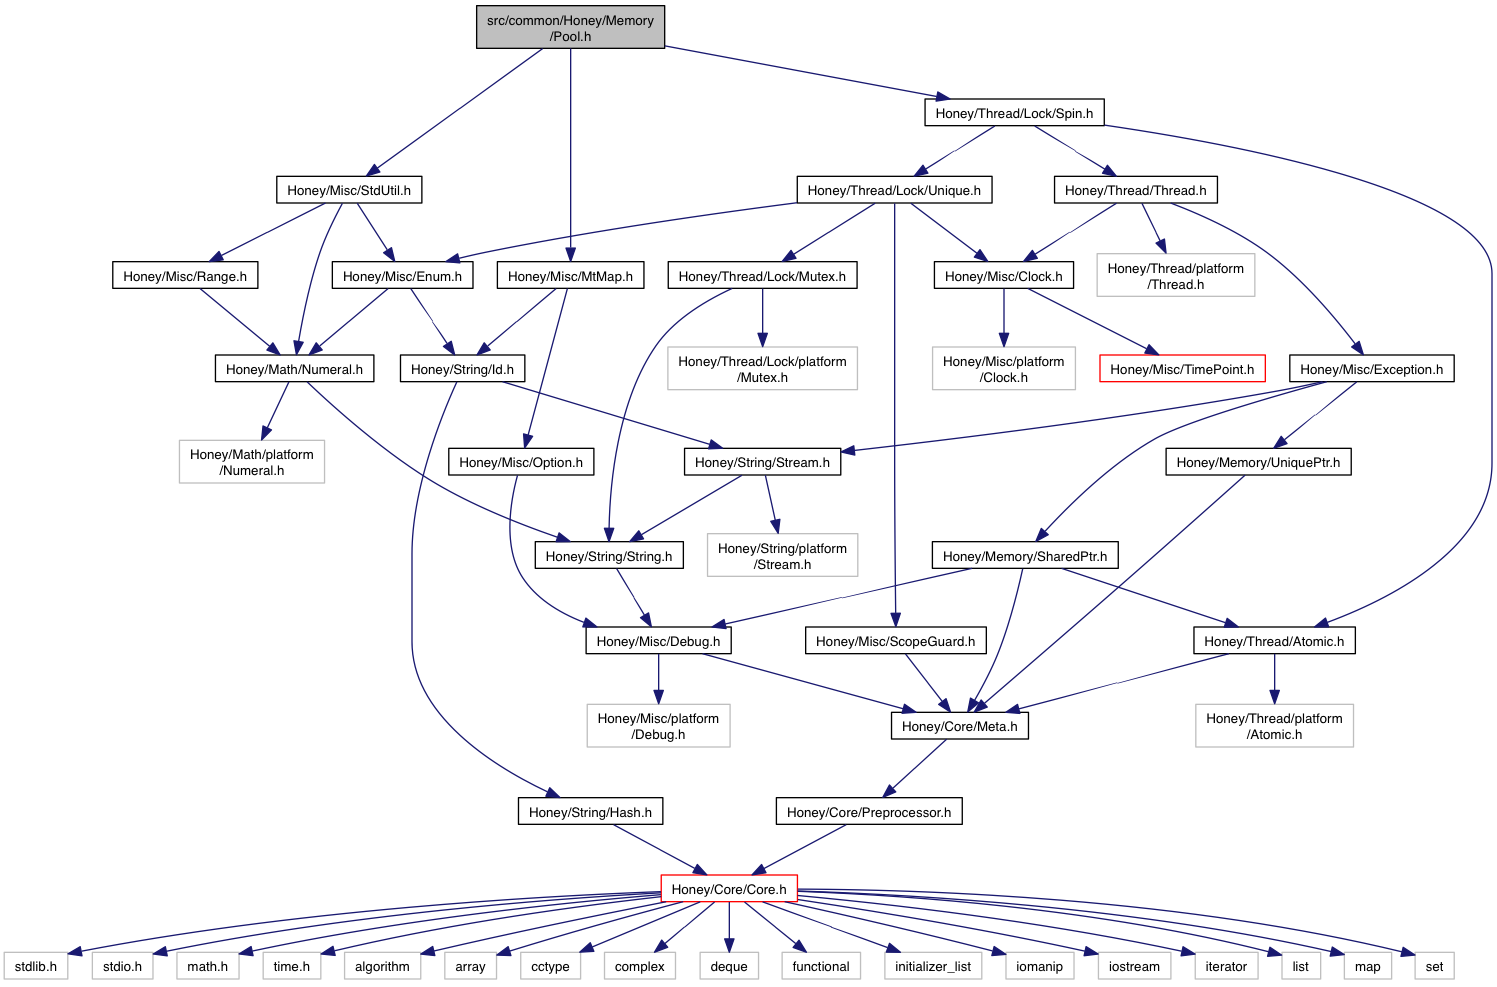 src/common/Honey/Memory
/Pool.h
Honey/Thread/Lock/Spin.h
Honey/Misc/StdUtil.h
Honey/Thread/Lock/Unique.h
Honey/Thread/Thread.h
Honey/Misc/Range.h
Honey/Misc/Enum.h
Honey/Misc/MtMap.h
Honey/Thread/Lock/Mutex.h
Honey/Misc/Clock.h
Honey/Thread/platform
/Thread.h
Honey/Math/Numeral.h
Honey/String/Id.h
Honey/Thread/Lock/platform
/Mutex.h
Honey/Misc/platform
/Clock.h
Honey/Misc/TimePoint.h
Honey/Misc/Exception.h
Honey/Math/platform
/Numeral.h
Honey/Misc/Option.h
Honey/String/Stream.h
Honey/Memory/UniquePtr.h
Honey/String/String.h
Honey/String/platform
/Stream.h
Honey/Memory/SharedPtr.h
Honey/Misc/Debug.h
Honey/Misc/ScopeGuard.h
Honey/Thread/Atomic.h
Honey/Misc/platform
/Debug.h
Honey/Core/Meta.h
Honey/Thread/platform
/Atomic.h
Honey/String/Hash.h
Honey/Core/Preprocessor.h
Honey/Core/Core.h
stdlib.h
stdio.h
math.h
time.h
algorithm
array
cctype
complex
deque
functional
initializer_list
iomanip
iostream
iterator
list
map
set